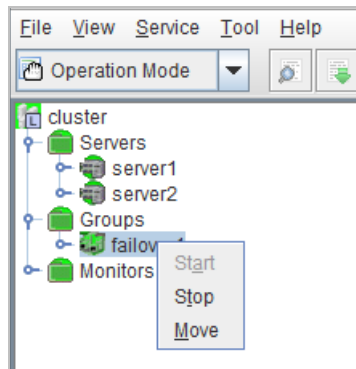 File View Service Tool Help
Operation Mode
L cluster
Servers
server1
server2
Groups
Monitors
Start
Stop
Move